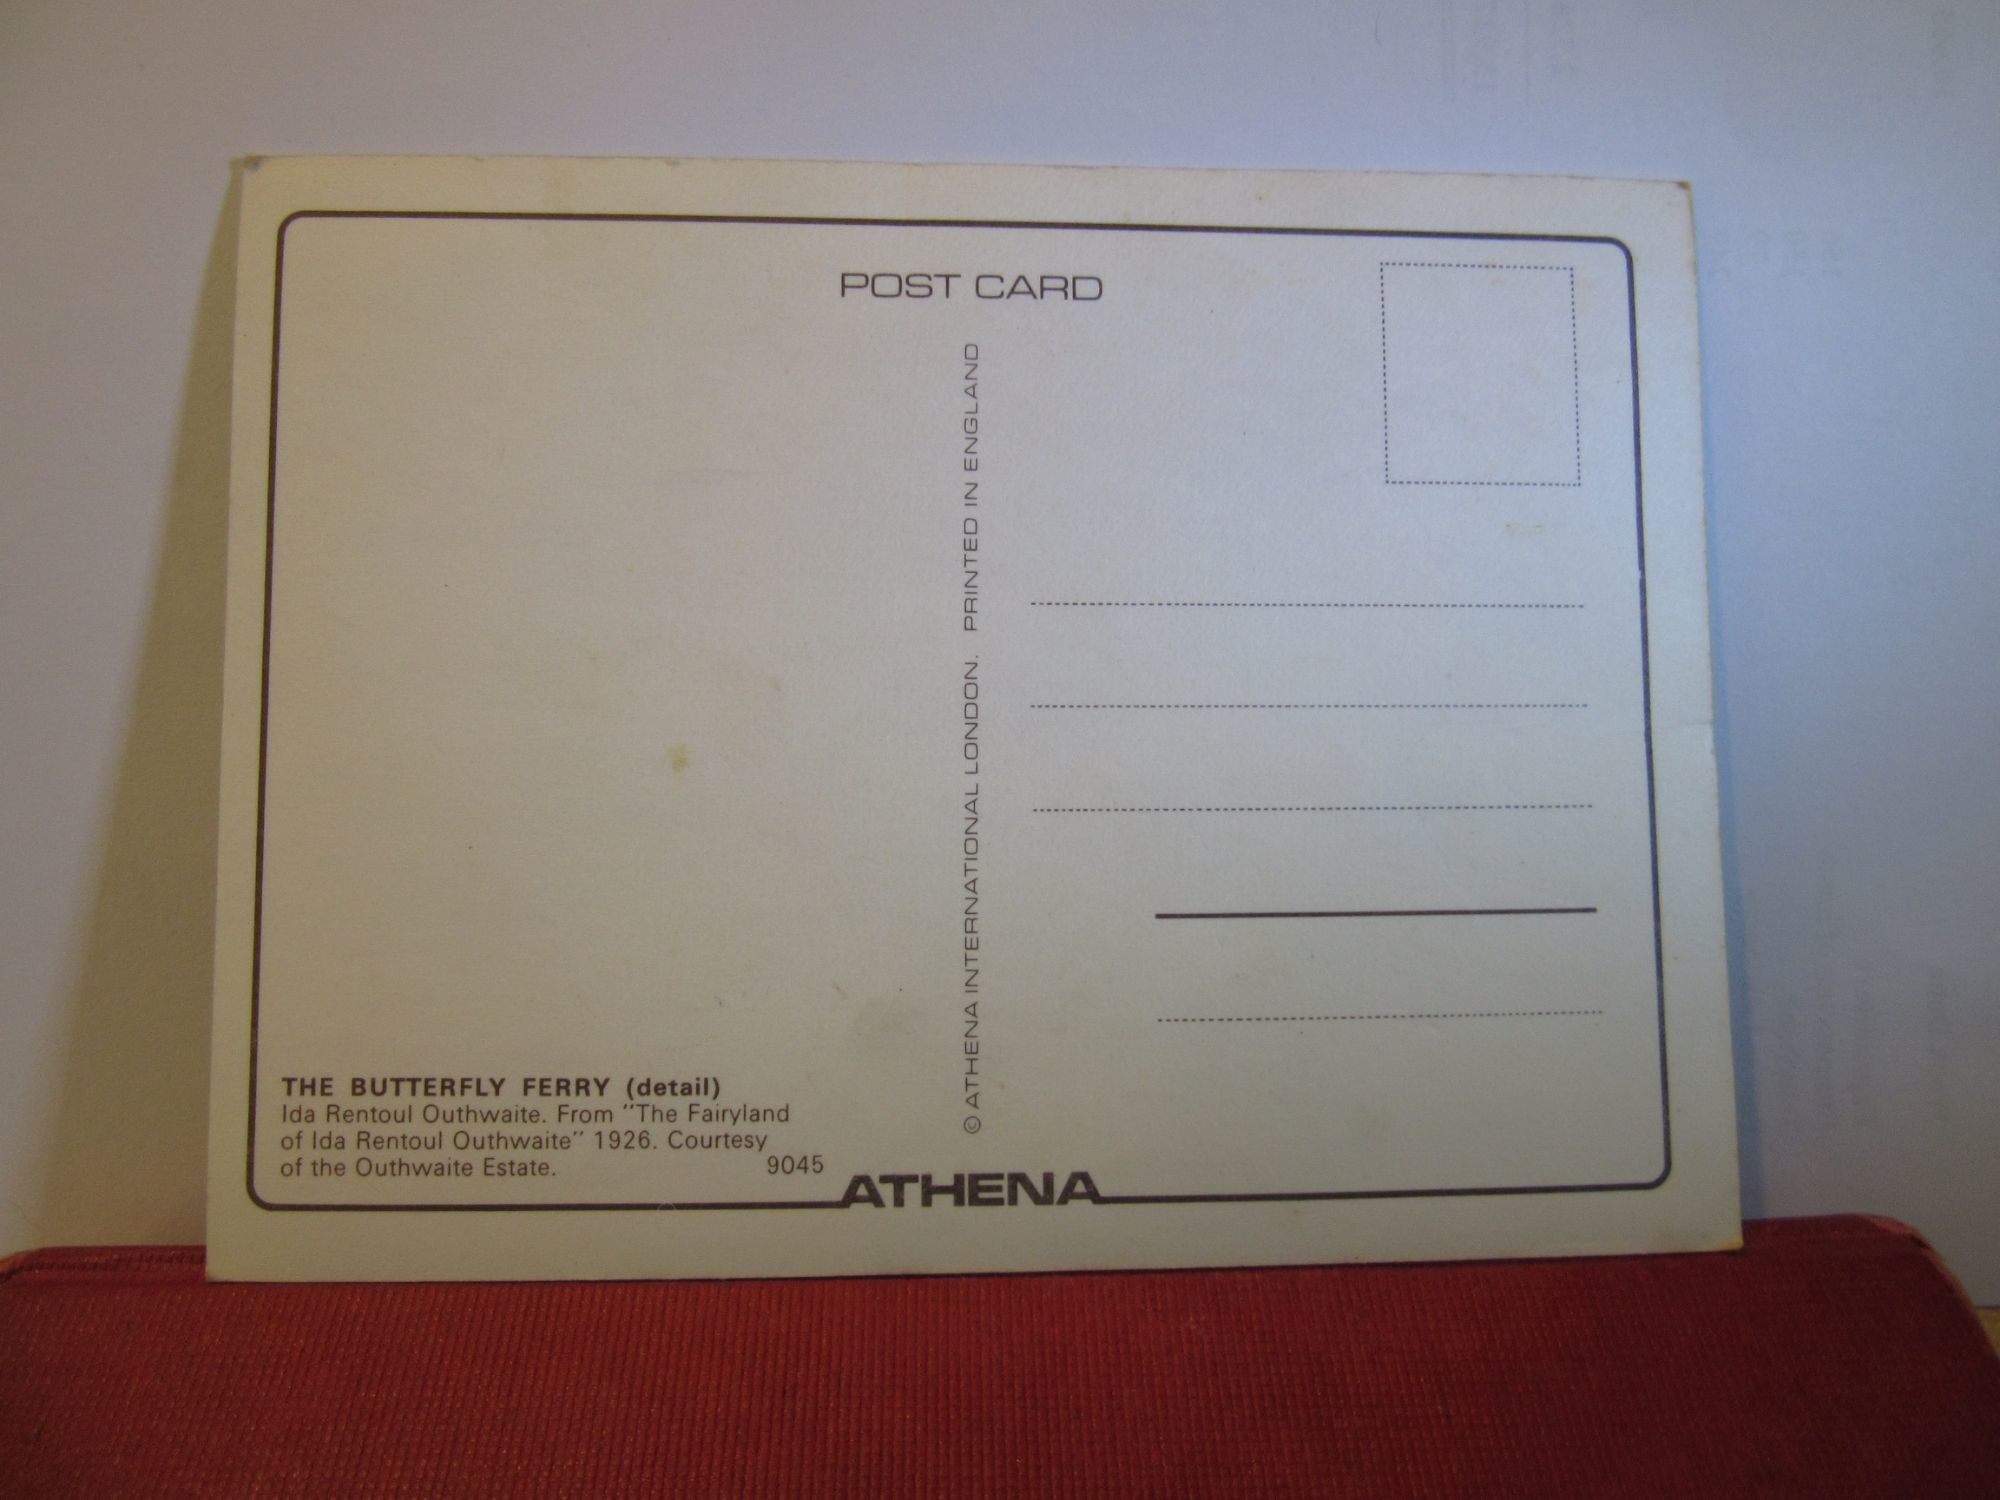 POST CARD
© ATHENA INTERNATIONAL LONDON. PRINTED IN ENGLAND
THE BUTTERFLY FERRY (detail)
Ida Rentoul Outhwaite. From "The Fairyland
of Ida Rentoul Outhwaite" 1926. Courtesy
of the Outhwaite Estate. 9045
ATHENA